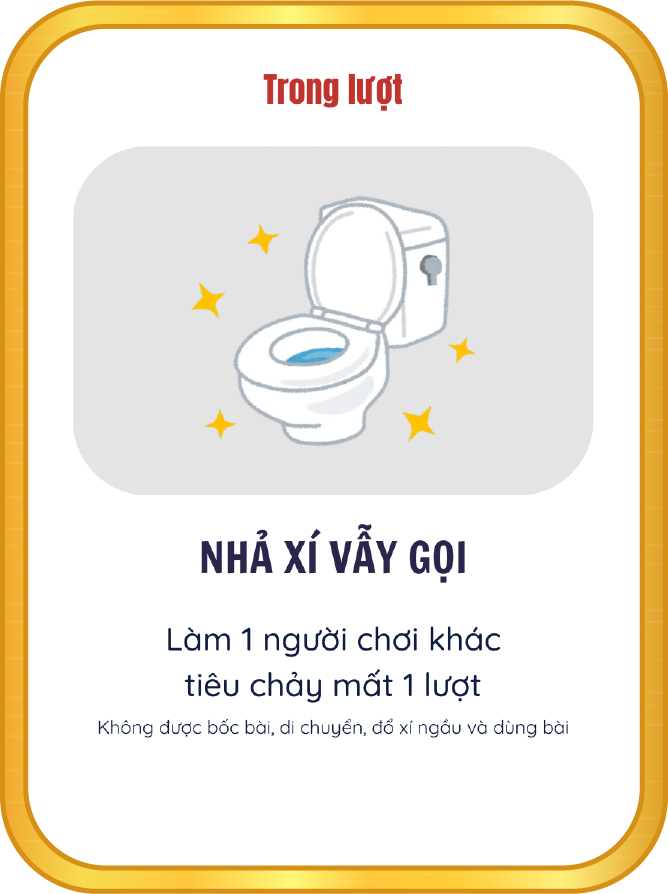 Trong lượt
NHẢ XÍ VẪY GỌI
Làm 1 người chơi khác
tiêu chảy mất 1 lượt
Không được bốc bài, di chuyển, đổ xí ngầu và dùng bài